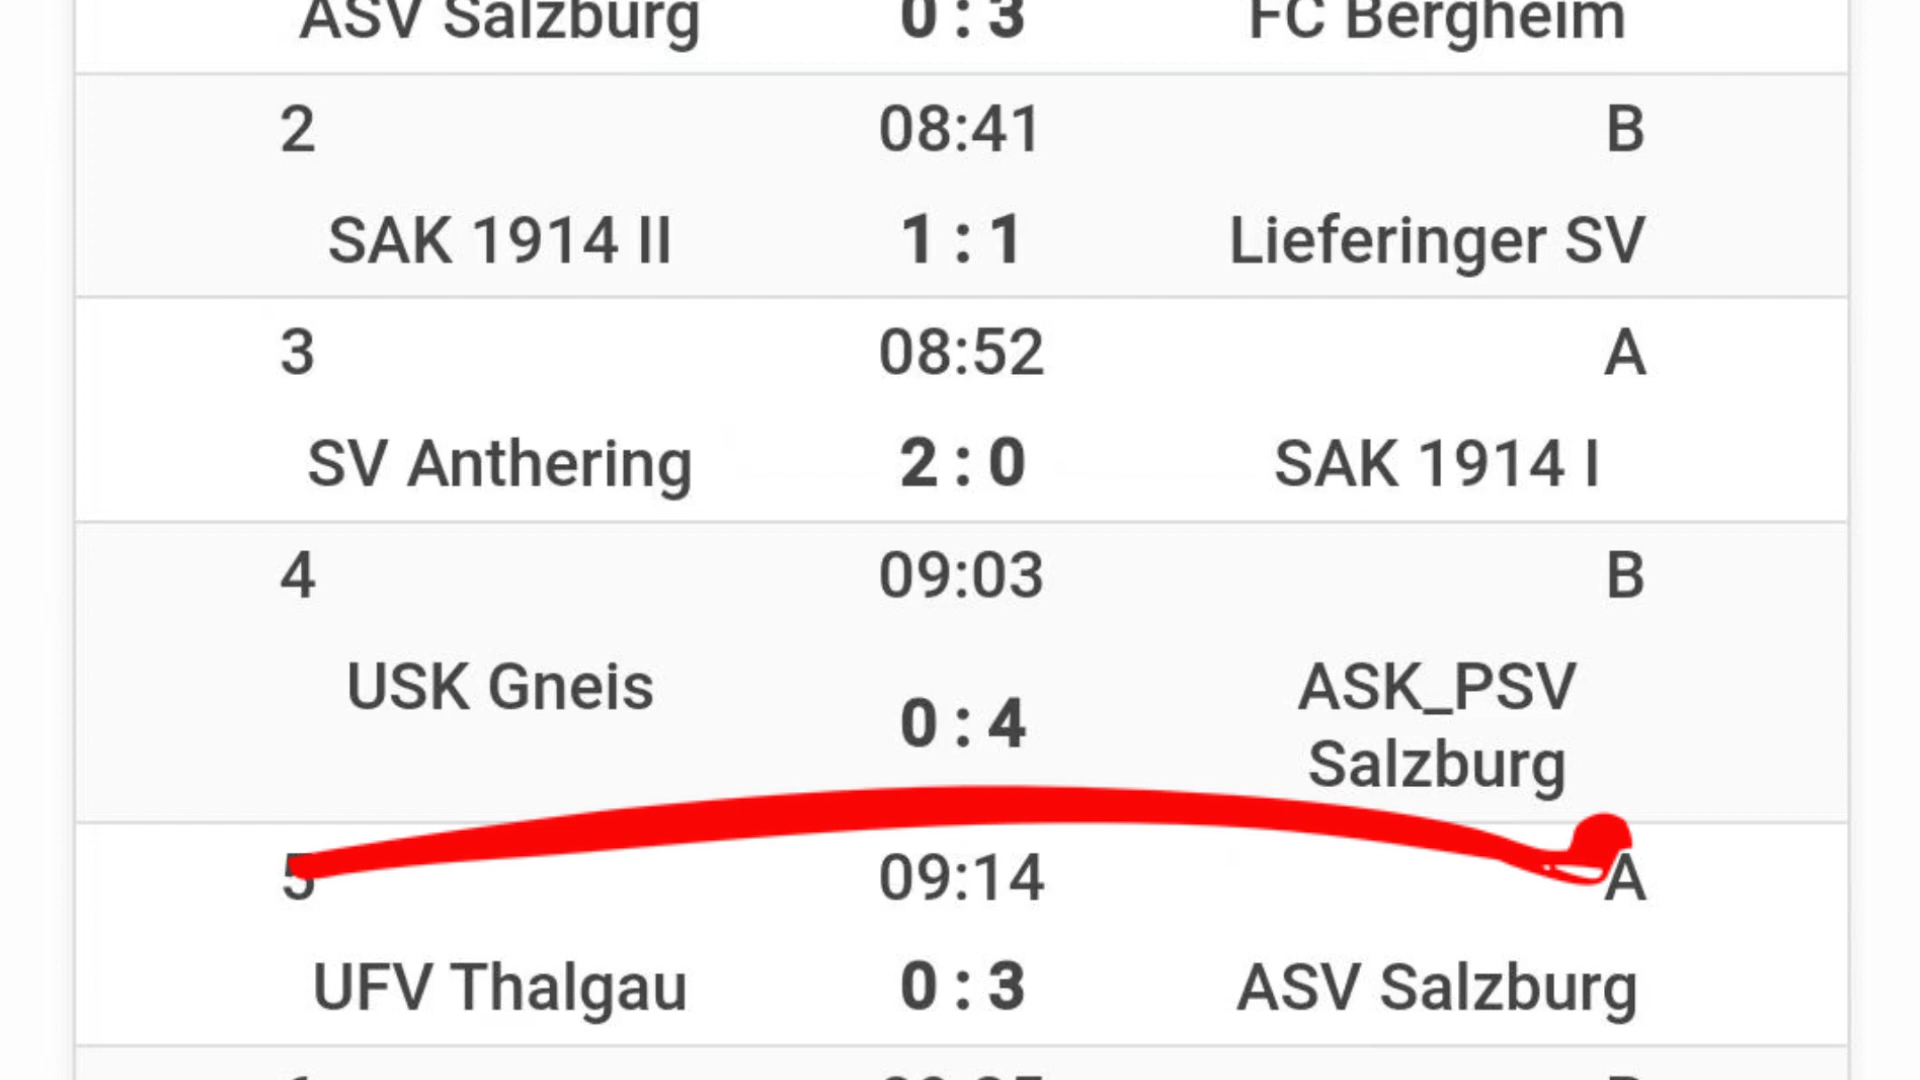 ASV Salzburg 0 : 3 FC Bergheim
2 08:41 B
SAK 1914 II 1 : 1 Lieferinger SV
3 08:52 A
SV Anthering 2 : 0 SAK 1914 I
4 09:03 B
USK Gneis 0 : 4 ASK_PSV
Salzburg
5 09:14 A
UFV Thalgau 0 : 3 ASV Salzburg